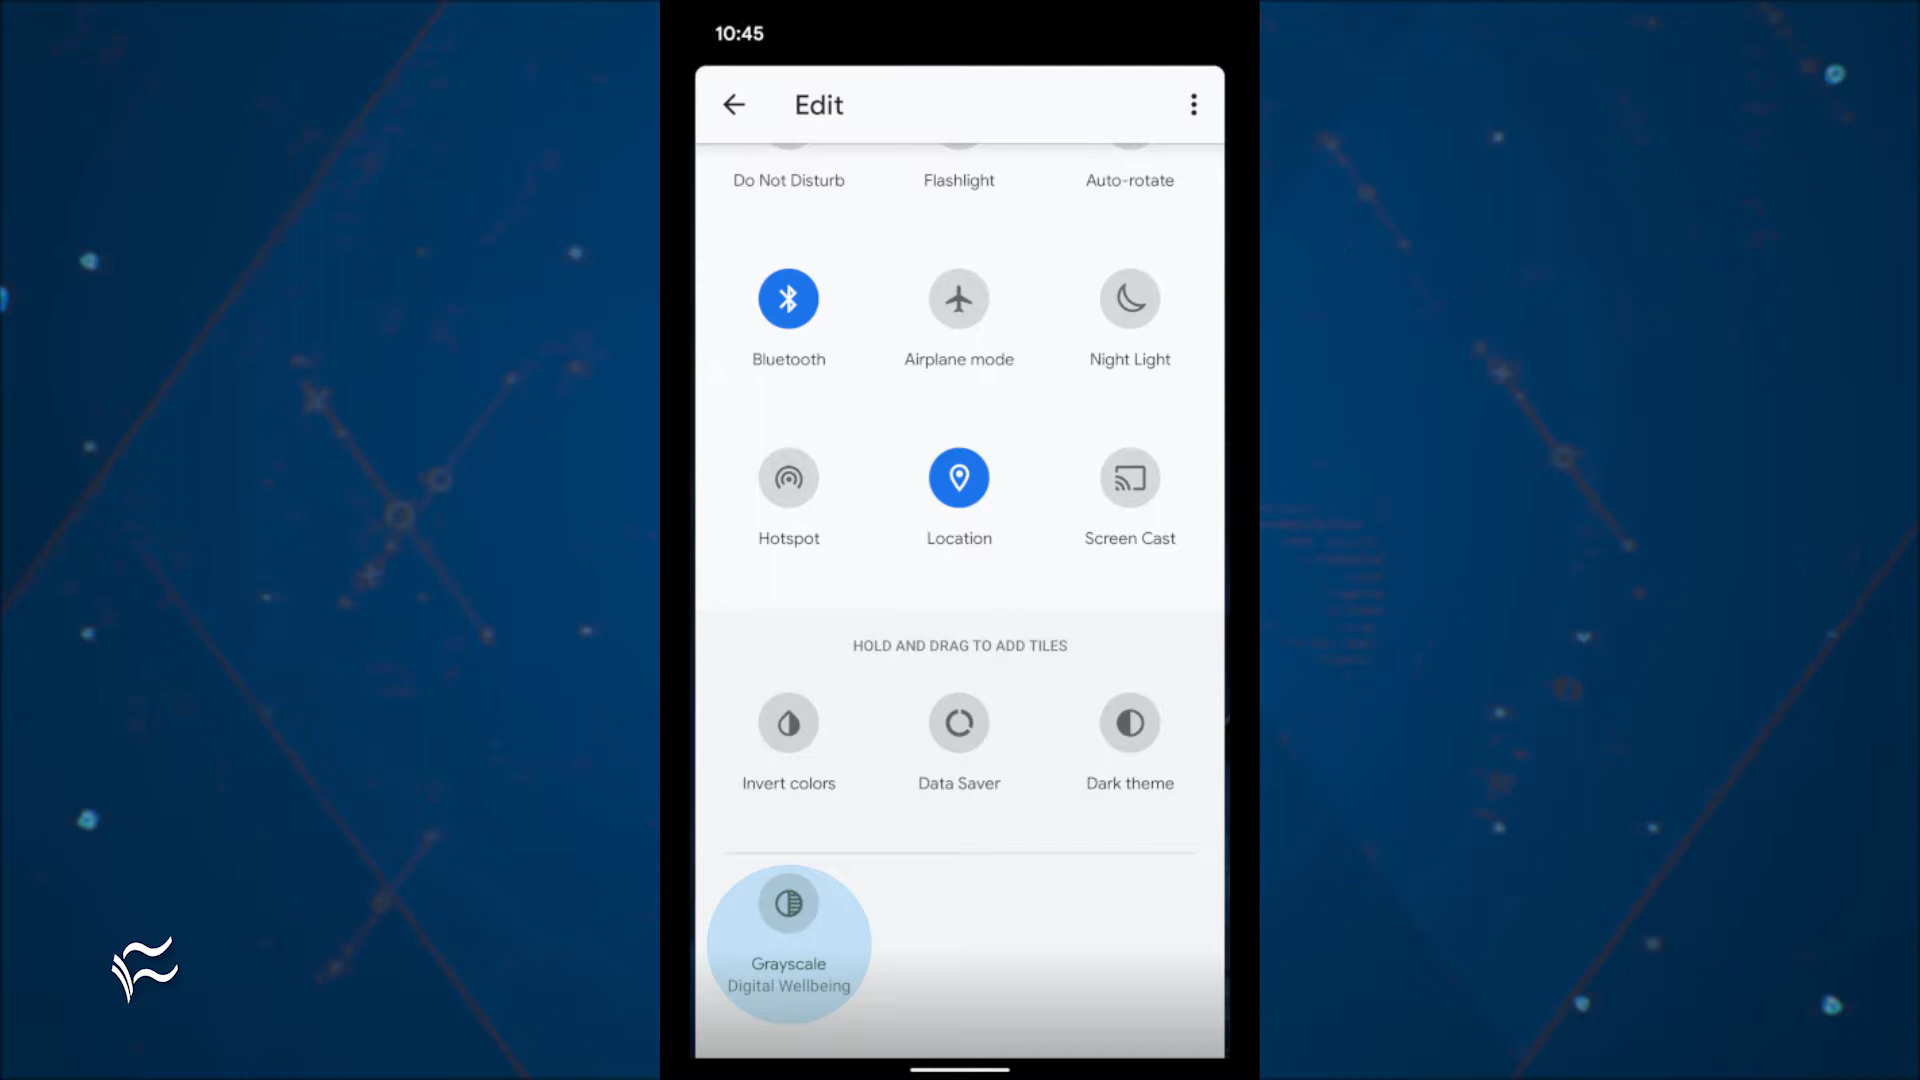 10:45
Edit
Do Not Disturb
Flashlight
Auto-rotate
Bluetooth
Airplane mode
Night Light
Hotspot
Location
Screen Cast
HOLD AND DRAG TO ADD TILES
Invert colors
Data Saver
Dark theme
Grayscale
Digital Wellbeing